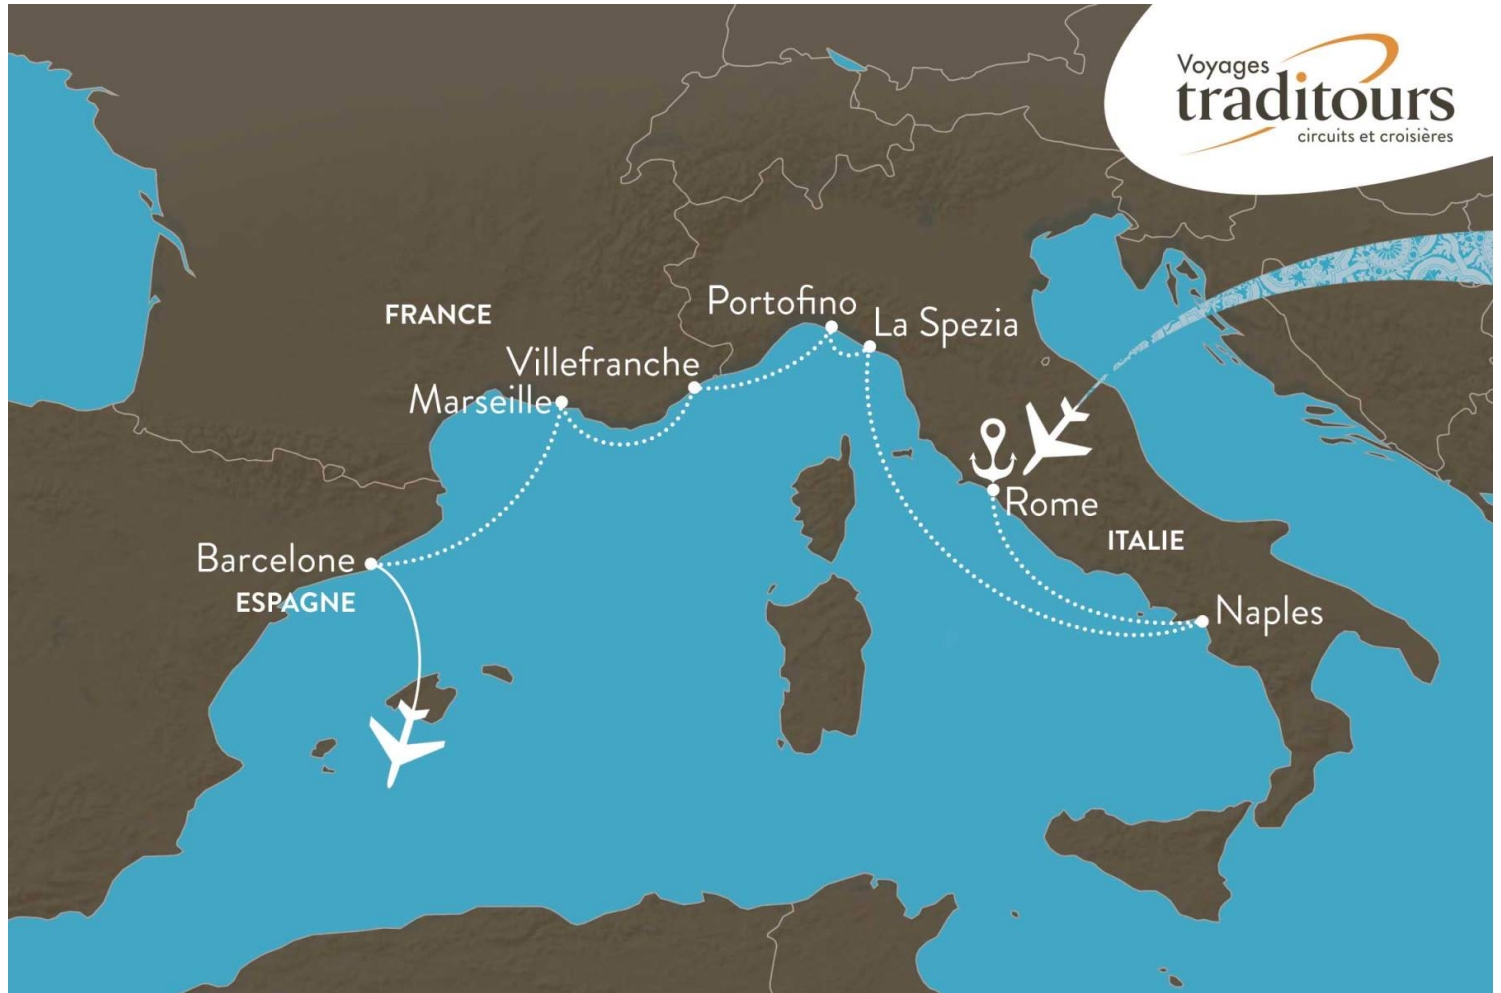 Voyages
traditours
circuits et croisières
Portofino
FRANCE
La Spezia
Villefranche
Marseille
Rome
ITALIE
Barcelone
ESPAGNE
Naples